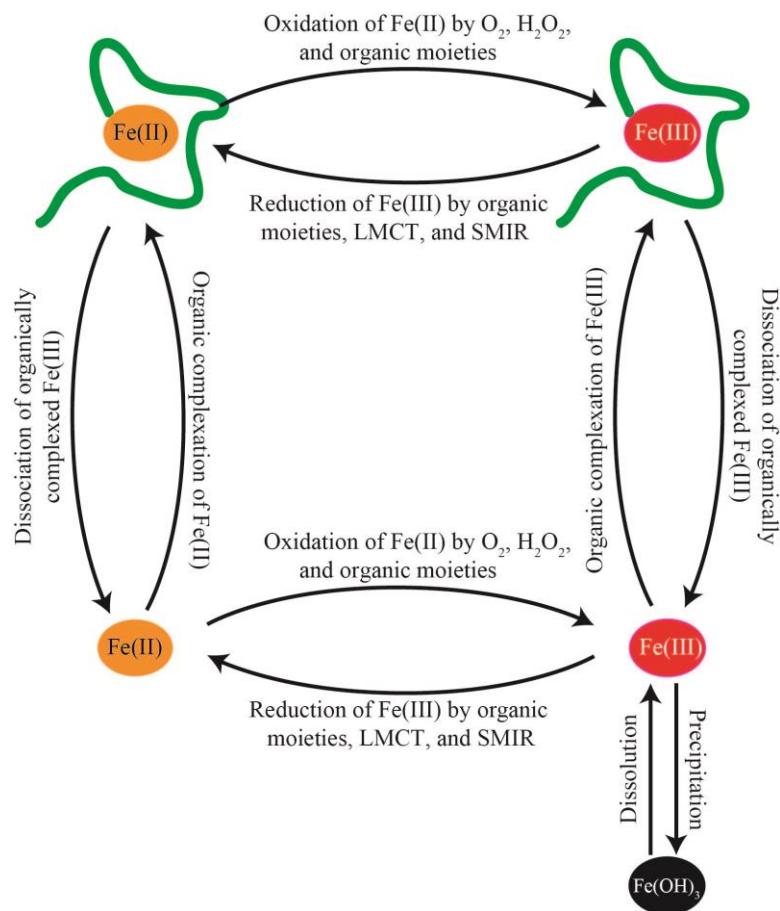 Oxidation of Fe(II) by O₂, H₂O₂,
and organic moieties
Fe(II)
Fe(III)
Reduction of Fe(III) by organic
moieties, LMCT, and SMIR
Dissociation of organically
complexed Fe(III)
Organic complexation of Fe(II)
Organic complexation of Fe(III)
Dissociation of organically
complexed Fe(III)
Oxidation of Fe(II) by O₂, H₂O₂,
and organic moieties
Fe(II)
Fe(III)
Reduction of Fe(III) by organic
moieties, LMCT, and SMIR
Dissolution
Precipitation
Fe(OH)₃